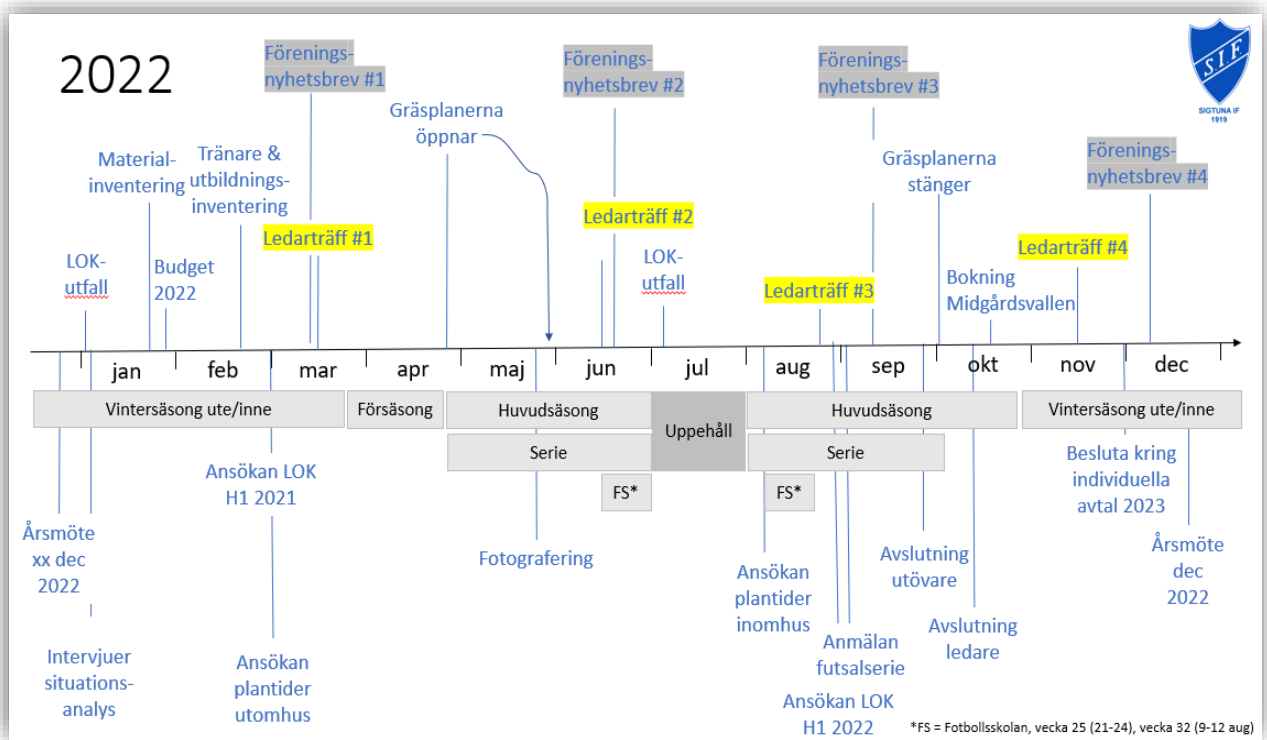 2022
Förenings-
nyhetsbrev #1
Förenings-
nyhetsbrev #2
Förenings-
nyhetsbrev #3
S.I.F.
SIGTUNA IF
1919
Gräsplanerna
öppnar
Material-
inventering
Tränare &
utbildnings-
inventering
Gräsplanerna
stänger
Förenings-
nyhetsbrev #4
Ledarträff #1
Ledarträff #2
Ledarträff #3
Ledarträff #4
LOK-
utfall
Budget
2022
LOK-
utfall
Bokning
Midgårdsvallen
jan
feb
mar
apr
maj
jun
jul
aug
sep
okt
nov
dec
Vintersäsong ute/inne
Försäsong
Huvudsäsong
Uppehåll
Huvudsäsong
Vintersäsong ute/inne
Serie
Serie
FS*
FS*
Ansökan LOK
H1 2021
Besluta kring
individuella
avtal 2023
Årsmöte
xx dec
2022
Fotografering
Ansökan
plantider
inomhus
Avslutning
utövare
Årsmöte
dec
2022
Intervjuer
situations-
analys
Ansökan
plantider
utomhus
Anmälan
futsalserie
Avslutning
ledare
Ansökan LOK
H1 2022
*FS = Fotbollsskolan, vecka 25 (21-24), vecka 32 (9-12 aug)